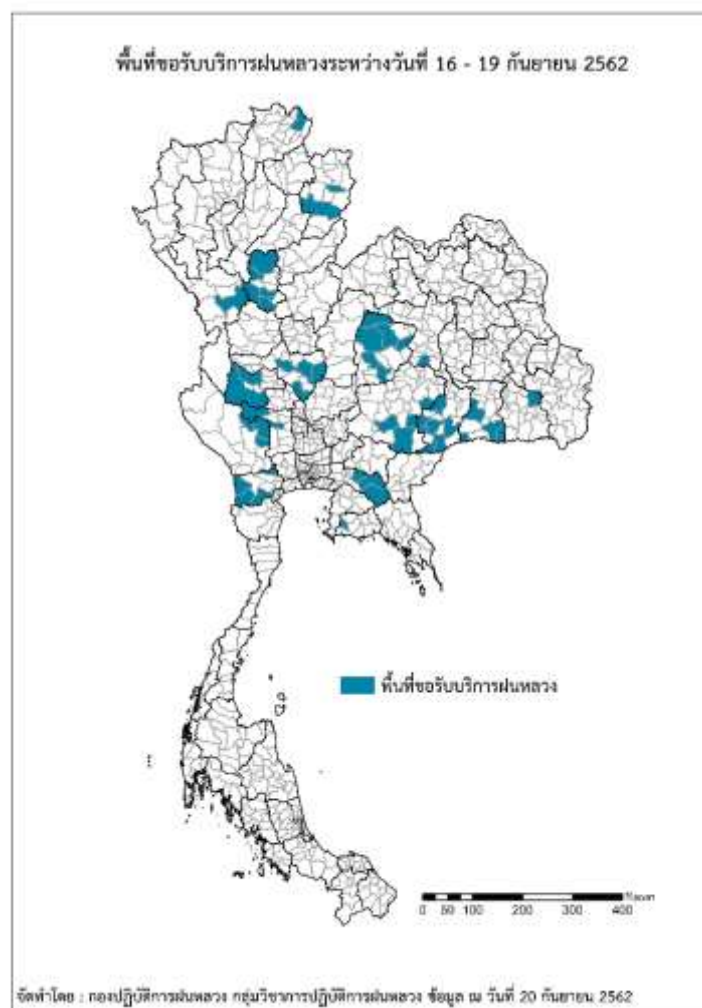 พื้นที่ขอรับบริการฝนหลวงระหว่างวันที่ 16 - 19 กันยายน 2562
พื้นที่ขอรับบริการฝนหลวง
0 50 100 200 300 400
จัดทำโดย : กองปฏิบัติการฝนหลวง กลุ่มวิชาการปฏิบัติการฝนหลวง ข้อมูล ณ วันที่ 20 กันยายน 2562